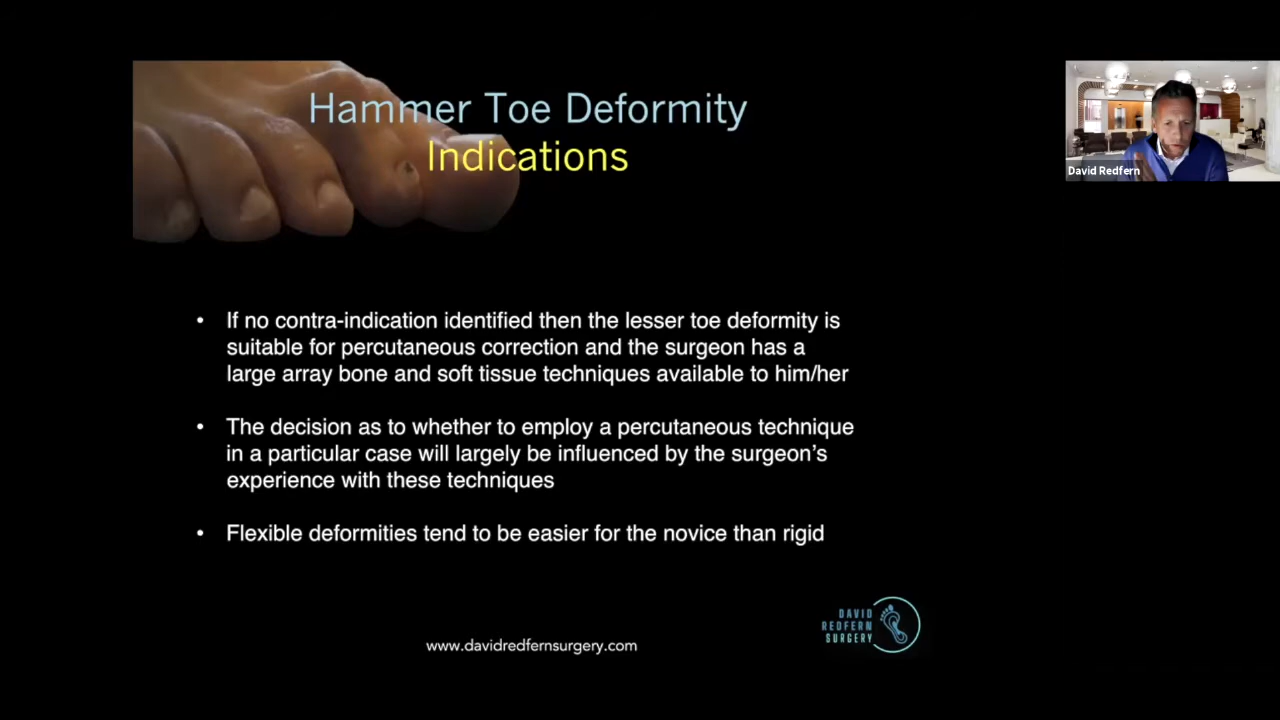 Hammer Toe Deformity
Indications
David Redfern
• If no contra-indication identified then the lesser toe deformity is
suitable for percutaneous correction and the surgeon has a
large array bone and soft tissue techniques available to him/her
• The decision as to whether to employ a percutaneous technique
in a particular case will largely be influenced by the surgeon's
experience with these techniques
• Flexible deformities tend to be easier for the novice than rigid
www.davidredfernsurgery.com
DAVID
REDFERN
SURGERY